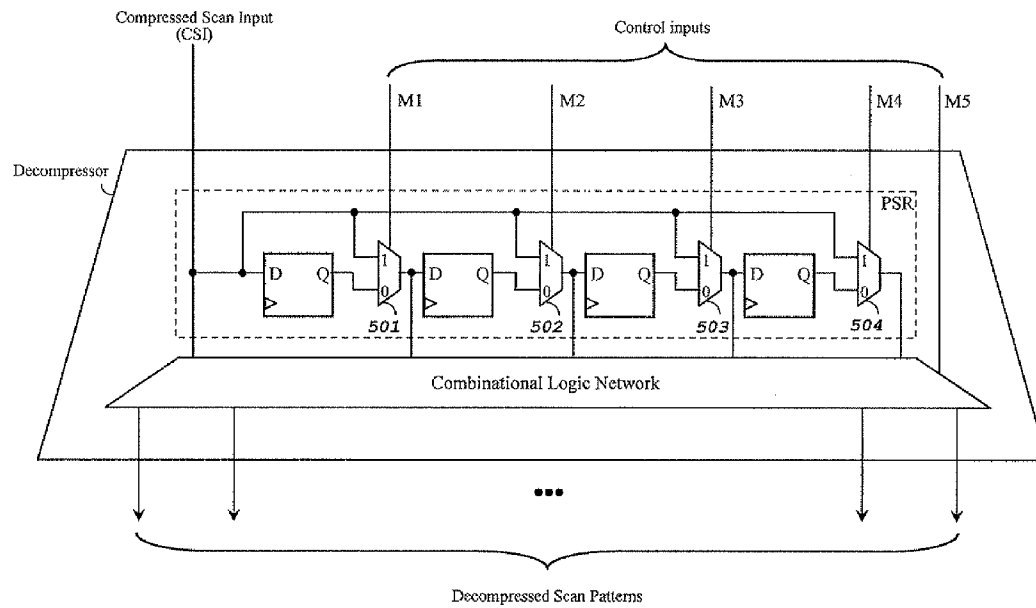 Compressed Scan Input
(CSI)
Control inputs
M1
M2
M3
M4
M5
Decompressor
PSR
D Q 1 0 D Q 1 0 D Q 1 0 D Q 1 0
501
502
503
504
Combinational Logic Network
Decompressed Scan Patterns